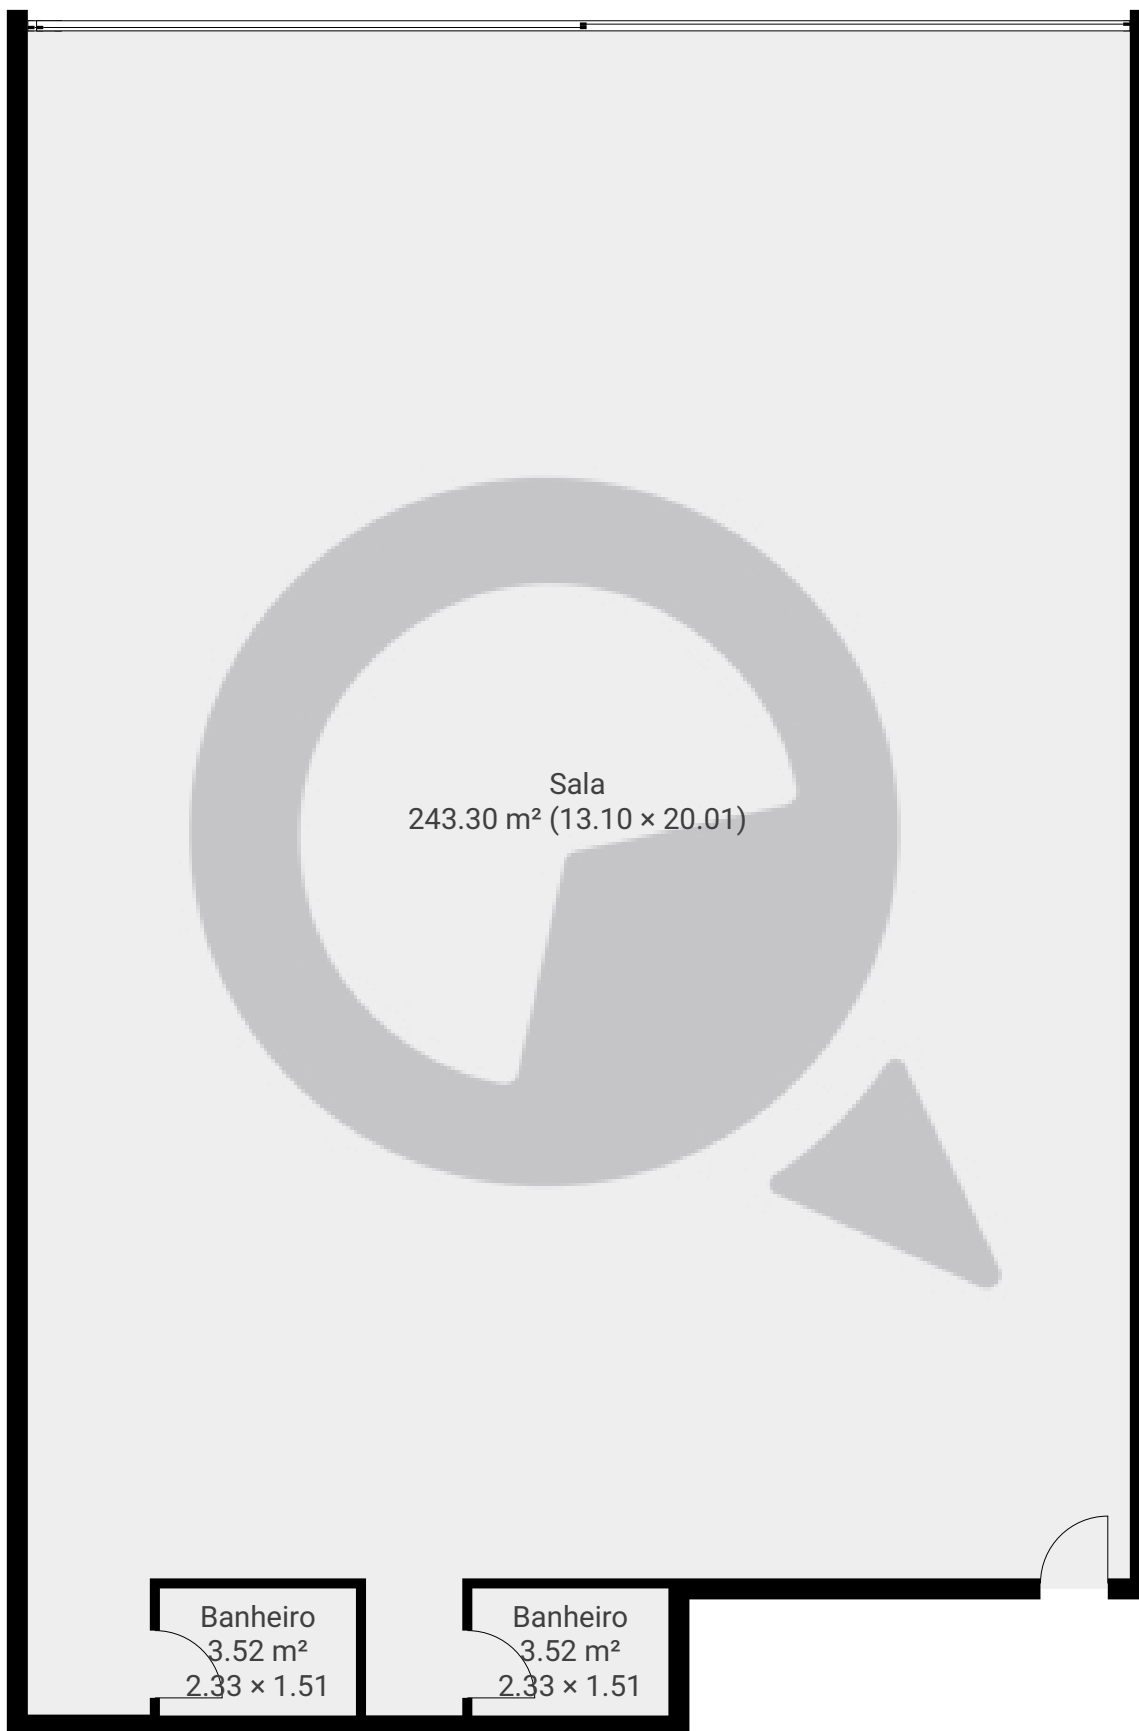 Sala
243.30 m² (13.10 × 20.01)
Banheiro
3.52 m²
2.33 × 1.51
Banheiro
3.52 m²
2.33 × 1.51